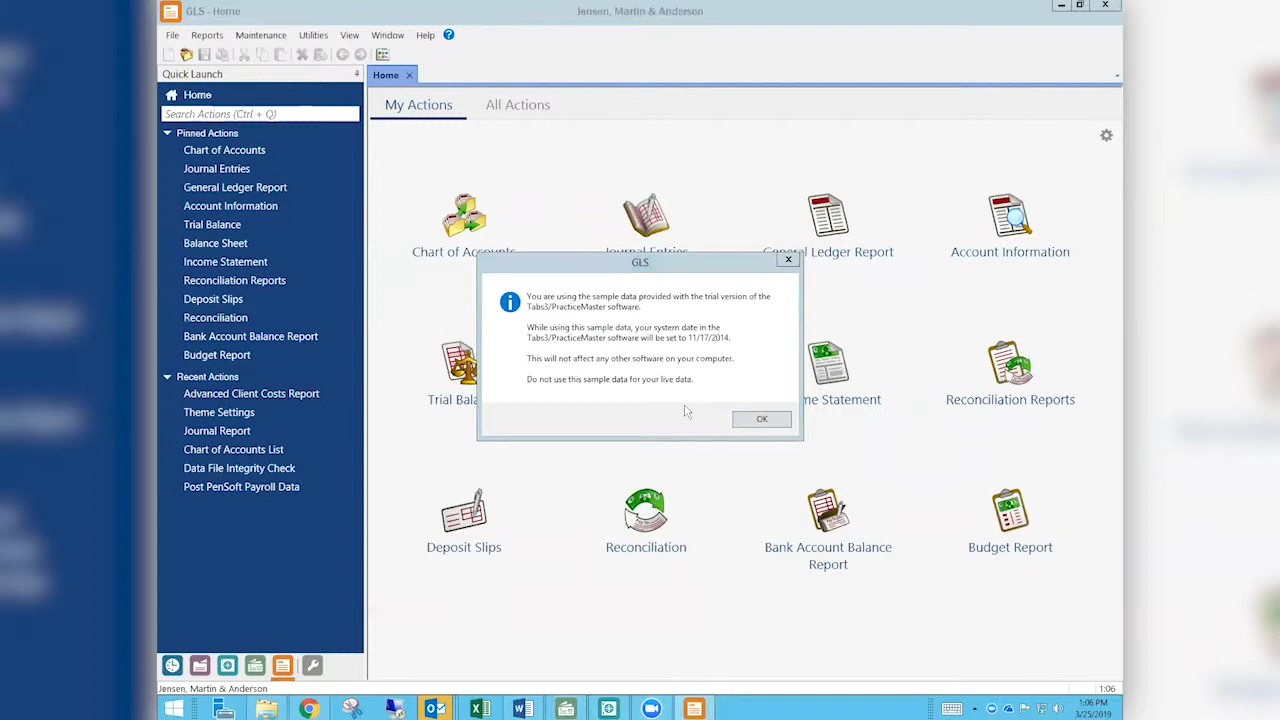 GLS - Home
Jensen, Martin & Andersen
File Reports Maintenance Utilities View Window Help
Quick Launch
Home
Home
My Actions All Actions
Search Actions (Ctrl + Q)
Pinned Actions
Chart of Accounts
Journal Entries
General Ledger Report
Account Information
Trial Balance
Balance Sheet
Income Statement
Reconciliation Reports
Deposit Slips
Reconciliation
Bank Account Balance Report
Budget Report
Recent Actions
Advanced Client Costs Report
Theme Settings
Journal Report
Chart of Accounts List
Data File Integrity Check
Post PenSoft Payroll Data
Chart of Accounts
Journal Entries
General Ledger Report
Account Information
GLS
You are using the sample data provided with the trial version of the
Tabs3/PracticeMaster software.
While using this sample data, your system date in the
Tabs3/PracticeMaster software will be set to 11/17/2014.
This will not affect any other software on your computer.
Do not use this sample data for your live data.
OK
Trial Bala
me Statement
Reconciliation Reports
Deposit Slips
Reconciliation
Bank Account Balance
Report
Budget Report
Jensen, Martin & Anderson
1:06
1:06 PM
3/25/2019